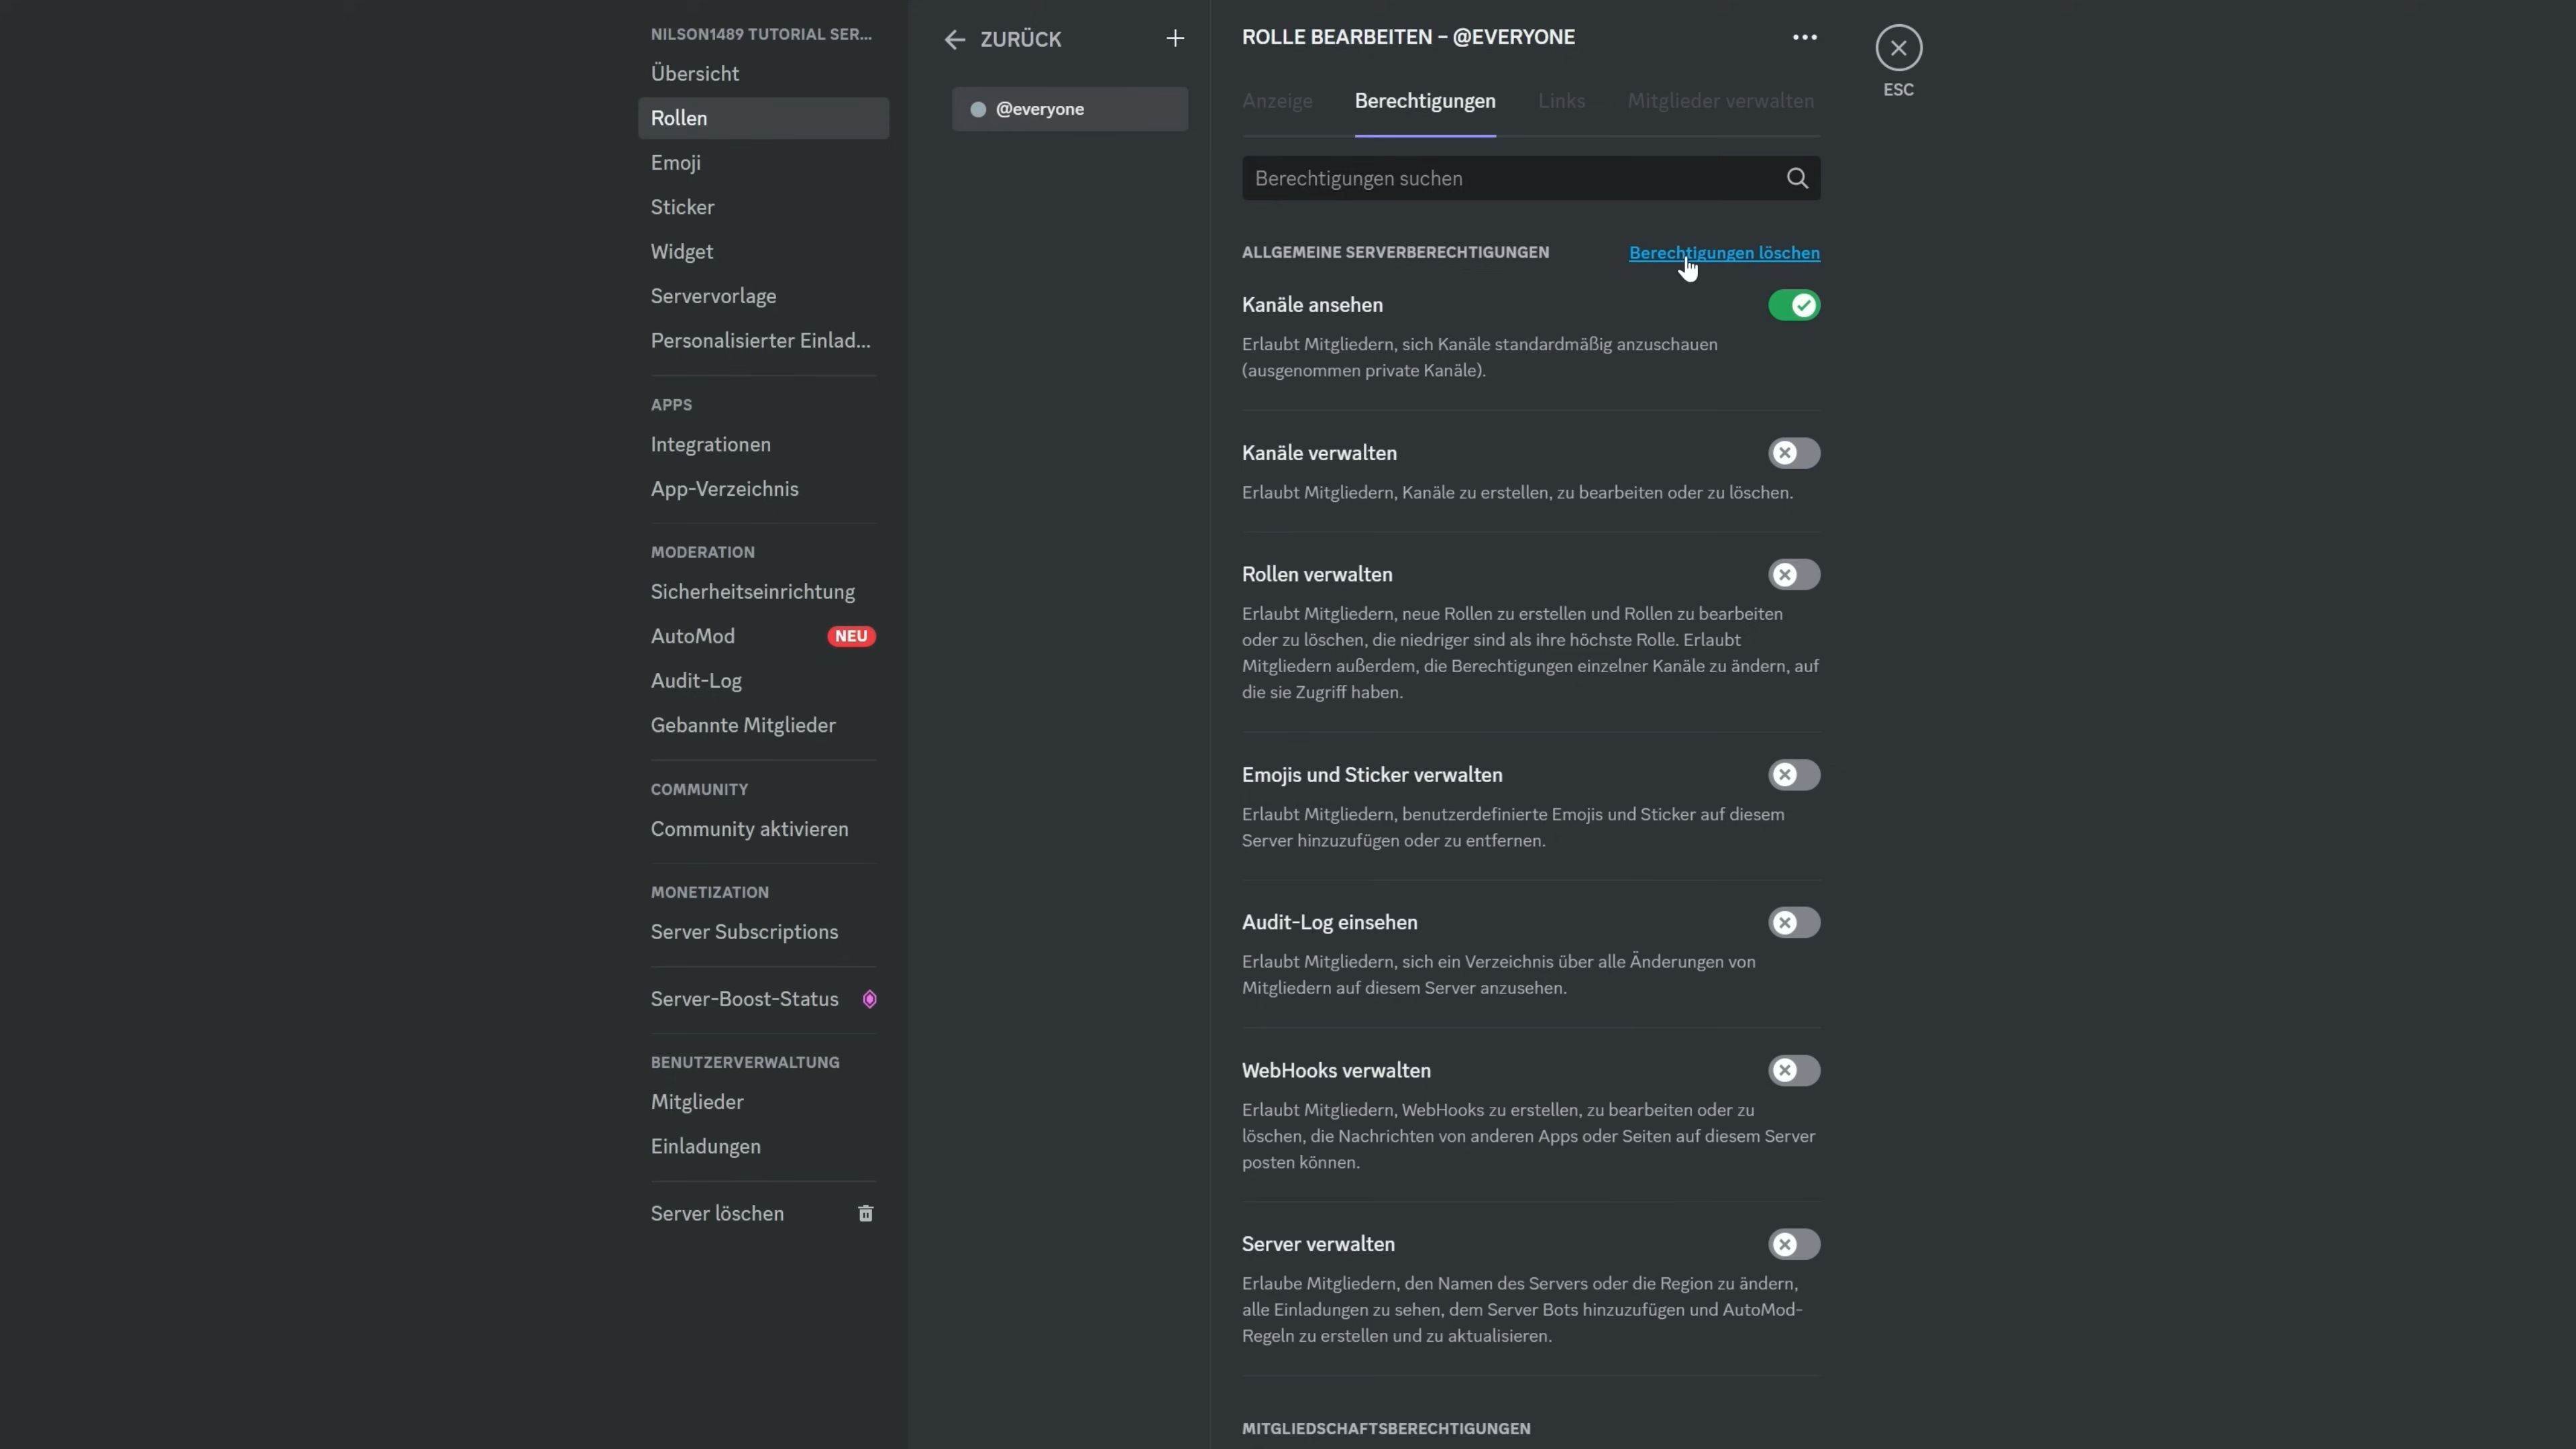 NILSON1489 TUTORIAL SER...
Übersicht
Rollen
Emoji
Sticker
Widget
Servervorlage
Personalisierter Einlad...
APPS
Integrationen
App-Verzeichnis
MODERATION
Sicherheitseinrichtung
AutoMod NEU
Audit-Log
Gebannte Mitglieder
COMMUNITY
Community aktivieren
MONETIZATION
Server Subscriptions
Server-Boost-Status
BENUTZERVERWALTUNG
Mitglieder
Einladungen
Server löschen
ZURÜCK
@everyone
ROLLE BEARBEITEN – @EVERYONE
Anzeige Berechtigungen Links Mitglieder verwalten
Berechtigungen suchen
ALLGEMEINE SERVERBERECHTIGUNGEN Berechtigungen löschen
Kanäle ansehen
Erlaubt Mitgliedern, sich Kanäle standardmäßig anzuschauen
(ausgenommen private Kanäle).
Kanäle verwalten
Erlaubt Mitgliedern, Kanäle zu erstellen, zu bearbeiten oder zu löschen.
Rollen verwalten
Erlaubt Mitgliedern, neue Rollen zu erstellen und Rollen zu bearbeiten
oder zu löschen, die niedriger sind als ihre höchste Rolle. Erlaubt
Mitgliedern außerdem, die Berechtigungen einzelner Kanäle zu ändern, auf
die sie Zugriff haben.
Emojis und Sticker verwalten
Erlaubt Mitgliedern, benutzerdefinierte Emojis und Sticker auf diesem
Server hinzuzufügen oder zu entfernen.
Audit-Log einsehen
Erlaubt Mitgliedern, sich ein Verzeichnis über alle Änderungen von
Mitgliedern auf diesem Server anzusehen.
WebHooks verwalten
Erlaubt Mitgliedern, WebHooks zu erstellen, zu bearbeiten oder zu
löschen, die Nachrichten von anderen Apps oder Seiten auf diesem Server
posten können.
Server verwalten
Erlaube Mitgliedern, den Namen des Servers oder die Region zu ändern,
alle Einladungen zu sehen, dem Server Bots hinzuzufügen und AutoMod-
Regeln zu erstellen und zu aktualisieren.
MITGLIEDSCHAFTSBERECHTIGUNGEN
ESC